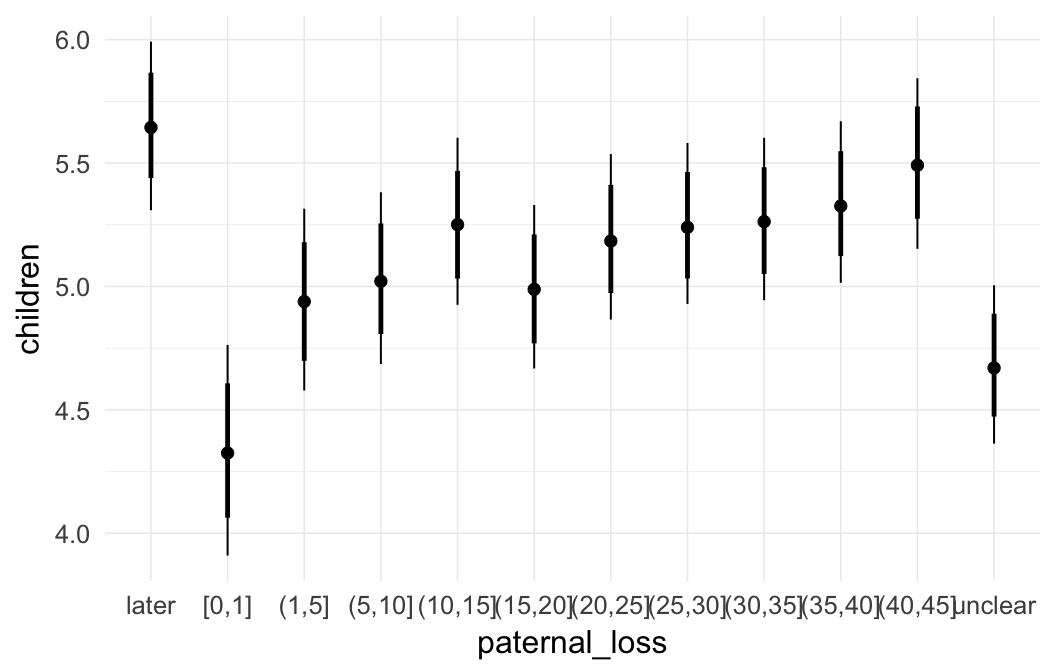 6.0
5.5
5.0
4.5
4.0
children
later [0,1] (1,5] (5,10] (10,15] (15,20] (20,25] (25,30] (30,35] (35,40] (40,45] unclear
paternal_loss